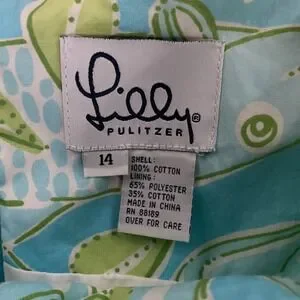 Lilly®
PULITZER
14
SHELL:
100% COTTON
LINING:
65% POLYESTER
35% COTTON
MADE IN CHINA
RN 88189
OVER FOR CARE